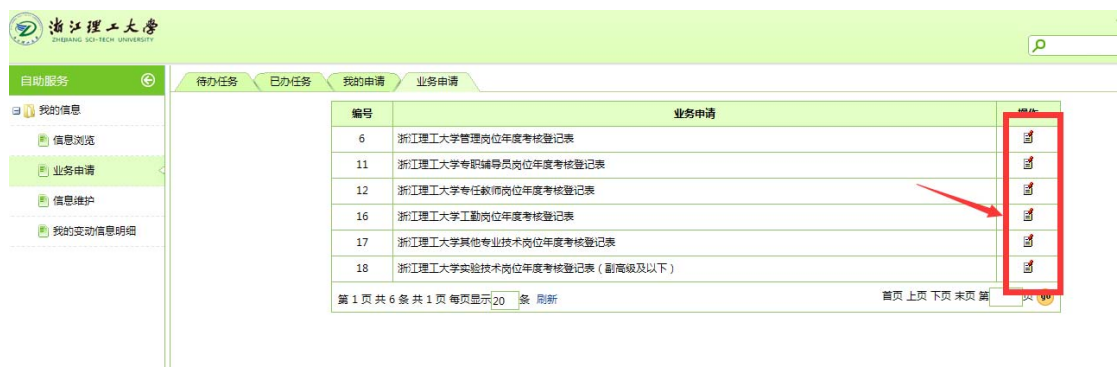 浙江理工大学
ZHEJIANG SCI-TECH UNIVERSITY
自助服务
待办任务 已办任务 我的申请 业务申请
我的信息
信息浏览
业务申请
信息维护
我的变动信息明细
编号 业务申请 操作
6 浙江理工大学管理岗位年度考核登记表
11 浙江理工大学专职辅导员岗位年度考核登记表
12 浙江理工大学专任教师岗位年度考核登记表
16 浙江理工大学工勤岗位年度考核登记表
17 浙江理工大学其他专业技术岗位年度考核登记表
18 浙江理工大学实验技术岗位年度考核登记表（副高级及以下）
第 1 页 共 6 条 共 1 页 每页显示 20 条 刷新 首页 上页 下页 末页 第 页 go